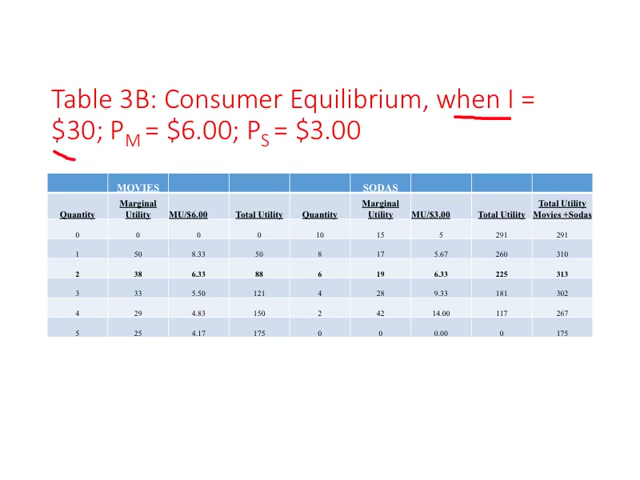 Table 3B: Consumer Equilibrium, when I =
$30; PM = $6.00; PS = $3.00
MOVIES SODAS
Quantity Marginal Utility MU/$6.00 Total Utility Quantity Marginal Utility MU/$3.00 Total Utility Total Utility Movies +Sodas
0 0 0 0 10 15 5 291 291
1 50 8.33 50 8 17 5.67 260 310
2 38 6.33 88 6 19 6.33 225 313
3 33 5.50 121 4 28 9.33 181 302
4 29 4.83 150 2 42 14.00 117 267
5 25 4.17 175 0 0 0.00 0 175